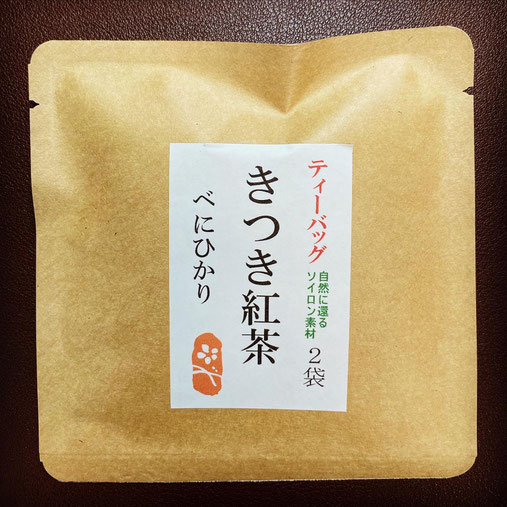 ティーバッグ
自然に還る
ソイロン素材
２袋
きつき紅茶
べにひかり